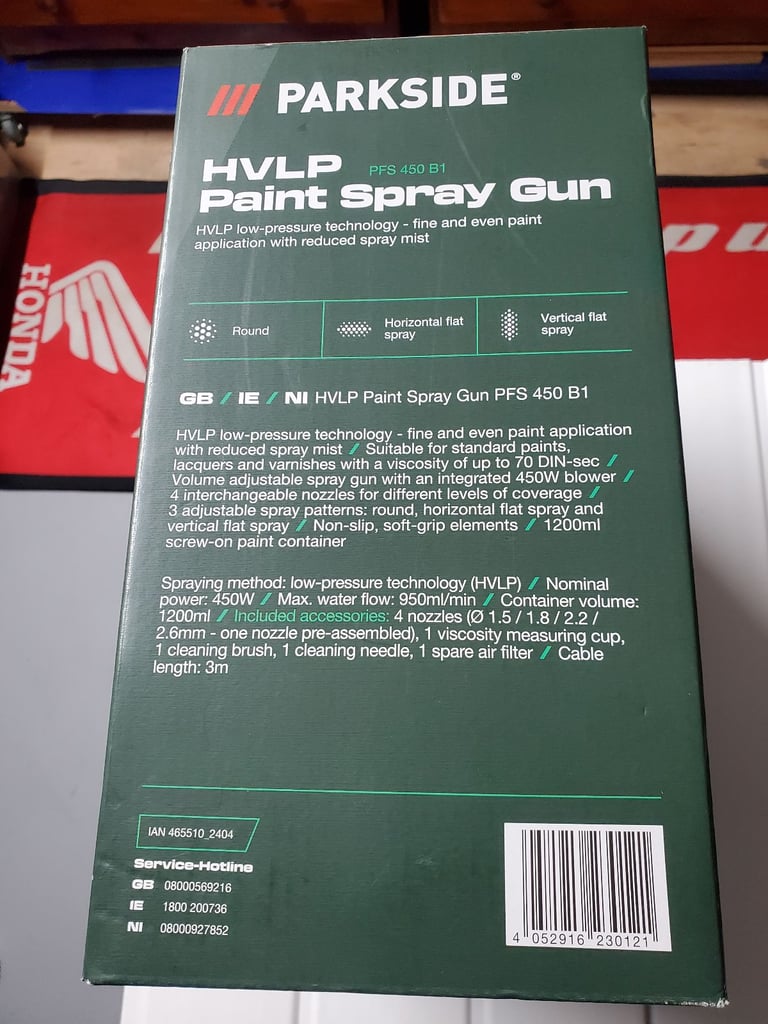 PARKSIDE®
HVLP PFS 450 B1
Paint Spray Gun
HVLP low-pressure technology - fine and even paint
application with reduced spray mist
Round
Horizontal flat
spray
Vertical flat
spray
GB // IE // NI HVLP Paint Spray Gun PFS 450 B1
HVLP low-pressure technology - fine and even paint application
with reduced spray mist // Suitable for standard paints,
lacquers and varnishes with a viscosity of up to 70 DIN-sec //
Volume adjustable spray gun with an integrated 450W blower //
4 interchangeable nozzles for different levels of coverage //
3 adjustable spray patterns: round, horizontal flat spray and
vertical flat spray // Non-slip, soft-grip elements // 1200ml
screw-on paint container
Spraying method: low-pressure technology (HVLP) // Nominal
power: 450W // Max. water flow: 950ml/min // Container volume:
1200ml // Included accessories: 4 nozzles (Ø 1.5 / 1.8 / 2.2 /
2.6mm - one nozzle pre-assembled), 1 viscosity measuring cup,
1 cleaning brush, 1 cleaning needle, 1 spare air filter // Cable
length: 3m
IAN 465510_2404
Service-Hotline
GB 08000569216
IE 1800 200736
NI 08000927852
4 052916 230121
HONDA